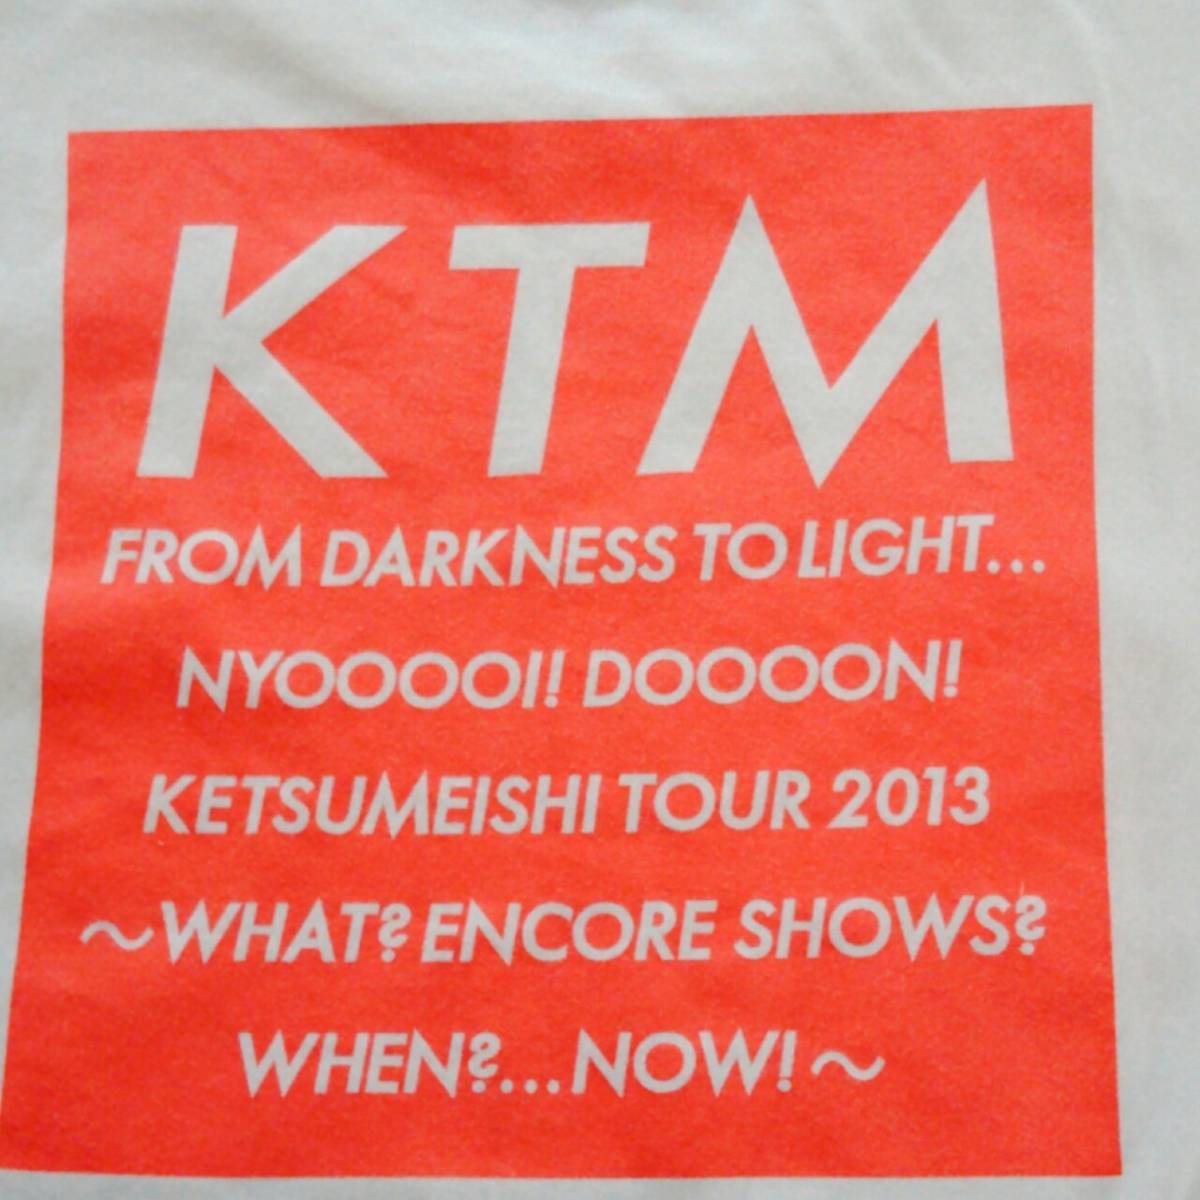 KTM
FROM DARKNESS TO LIGHT...
NYOOOOI! DOOOON!
KETSUMEISHI TOUR 2013
～WHAT? ENCORE SHOWS?
WHEN?...NOW!～